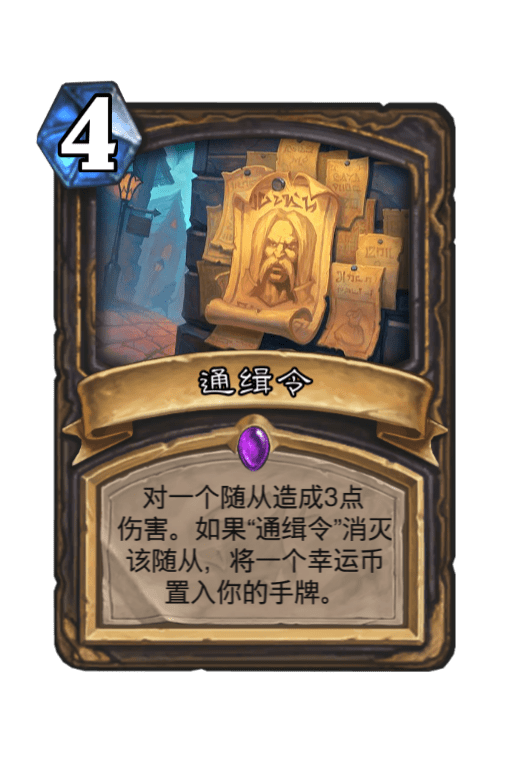 4
通缉令
对一个随从造成3点
伤害。如果“通缉令”消灭
该随从，将一个幸运币
置入你的手牌。